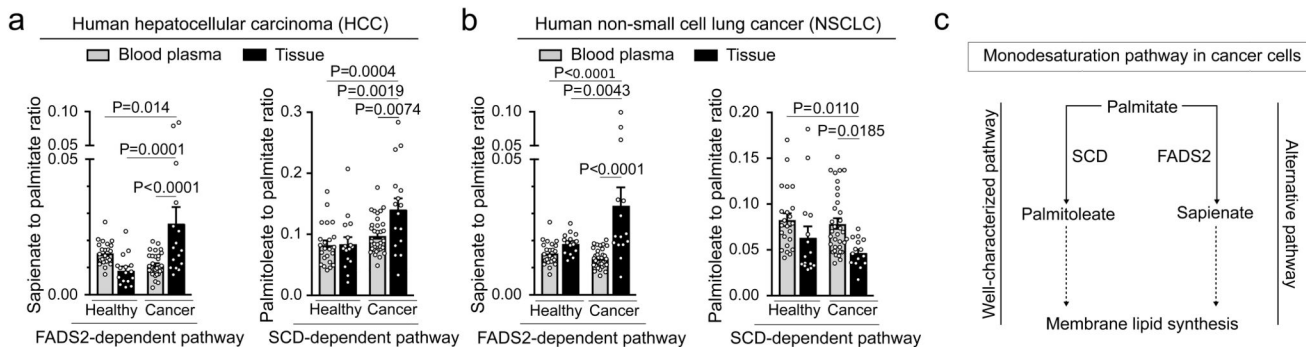 a
Human hepatocellular carcinoma (HCC)
Blood plasma
Tissue
Sapienate to palmitate ratio
0.10
0.05
0.05
0.00
P=0.014
P=0.0001
P<0.0001
Healthy
Cancer
FADS2-dependent pathway
Palmitoleate to palmitate ratio
0.3
0.2
0.1
0.0
P=0.0004
P=0.0019
P=0.0074
Healthy
Cancer
SCD-dependent pathway
b
Human non-small cell lung cancer (NSCLC)
Blood plasma
Tissue
Sapienate to palmitate ratio
0.10
0.05
0.05
0.00
P<0.0001
P=0.0043
P<0.0001
Healthy
Cancer
FADS2-dependent pathway
Palmitoleate to palmitate ratio
0.20
0.15
0.10
0.05
0.00
P=0.0110
P=0.0185
Healthy
Cancer
SCD-dependent pathway
c
Monodesaturation pathway in cancer cells
Well-characterized pathway
Palmitate
SCD
FADS2
Palmitoleate
Sapienate
Membrane lipid synthesis
Alternative pathway